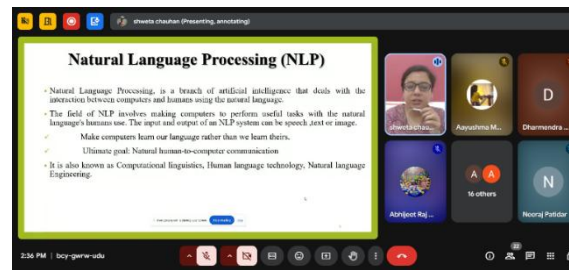 shweta chauhan (Presenting, annotating)
Natural Language Processing (NLP)
• Natural Language Processing, is a branch of artificial intelligence that deals with the
interaction between computers and humans using the natural language.
• The field of NLP involves making computers to perform useful tasks with the natural
language's humans use. The input and output of an NLP system can be speech ,text or image.
✓ Make computers learn our language rather than we learn theirs.
✓ Ultimate goal: Natural human-to-computer communication
• It is also known as Computational linguistics, Human language technology, Natural language
Engineering.
shweta chau...
Aayushma M...
D
Dharmendra ...
Abhijeet Raj ...
A A
16 others
N
Neeraj Patidar
2:36 PM | bcy-gwrw-udu
22